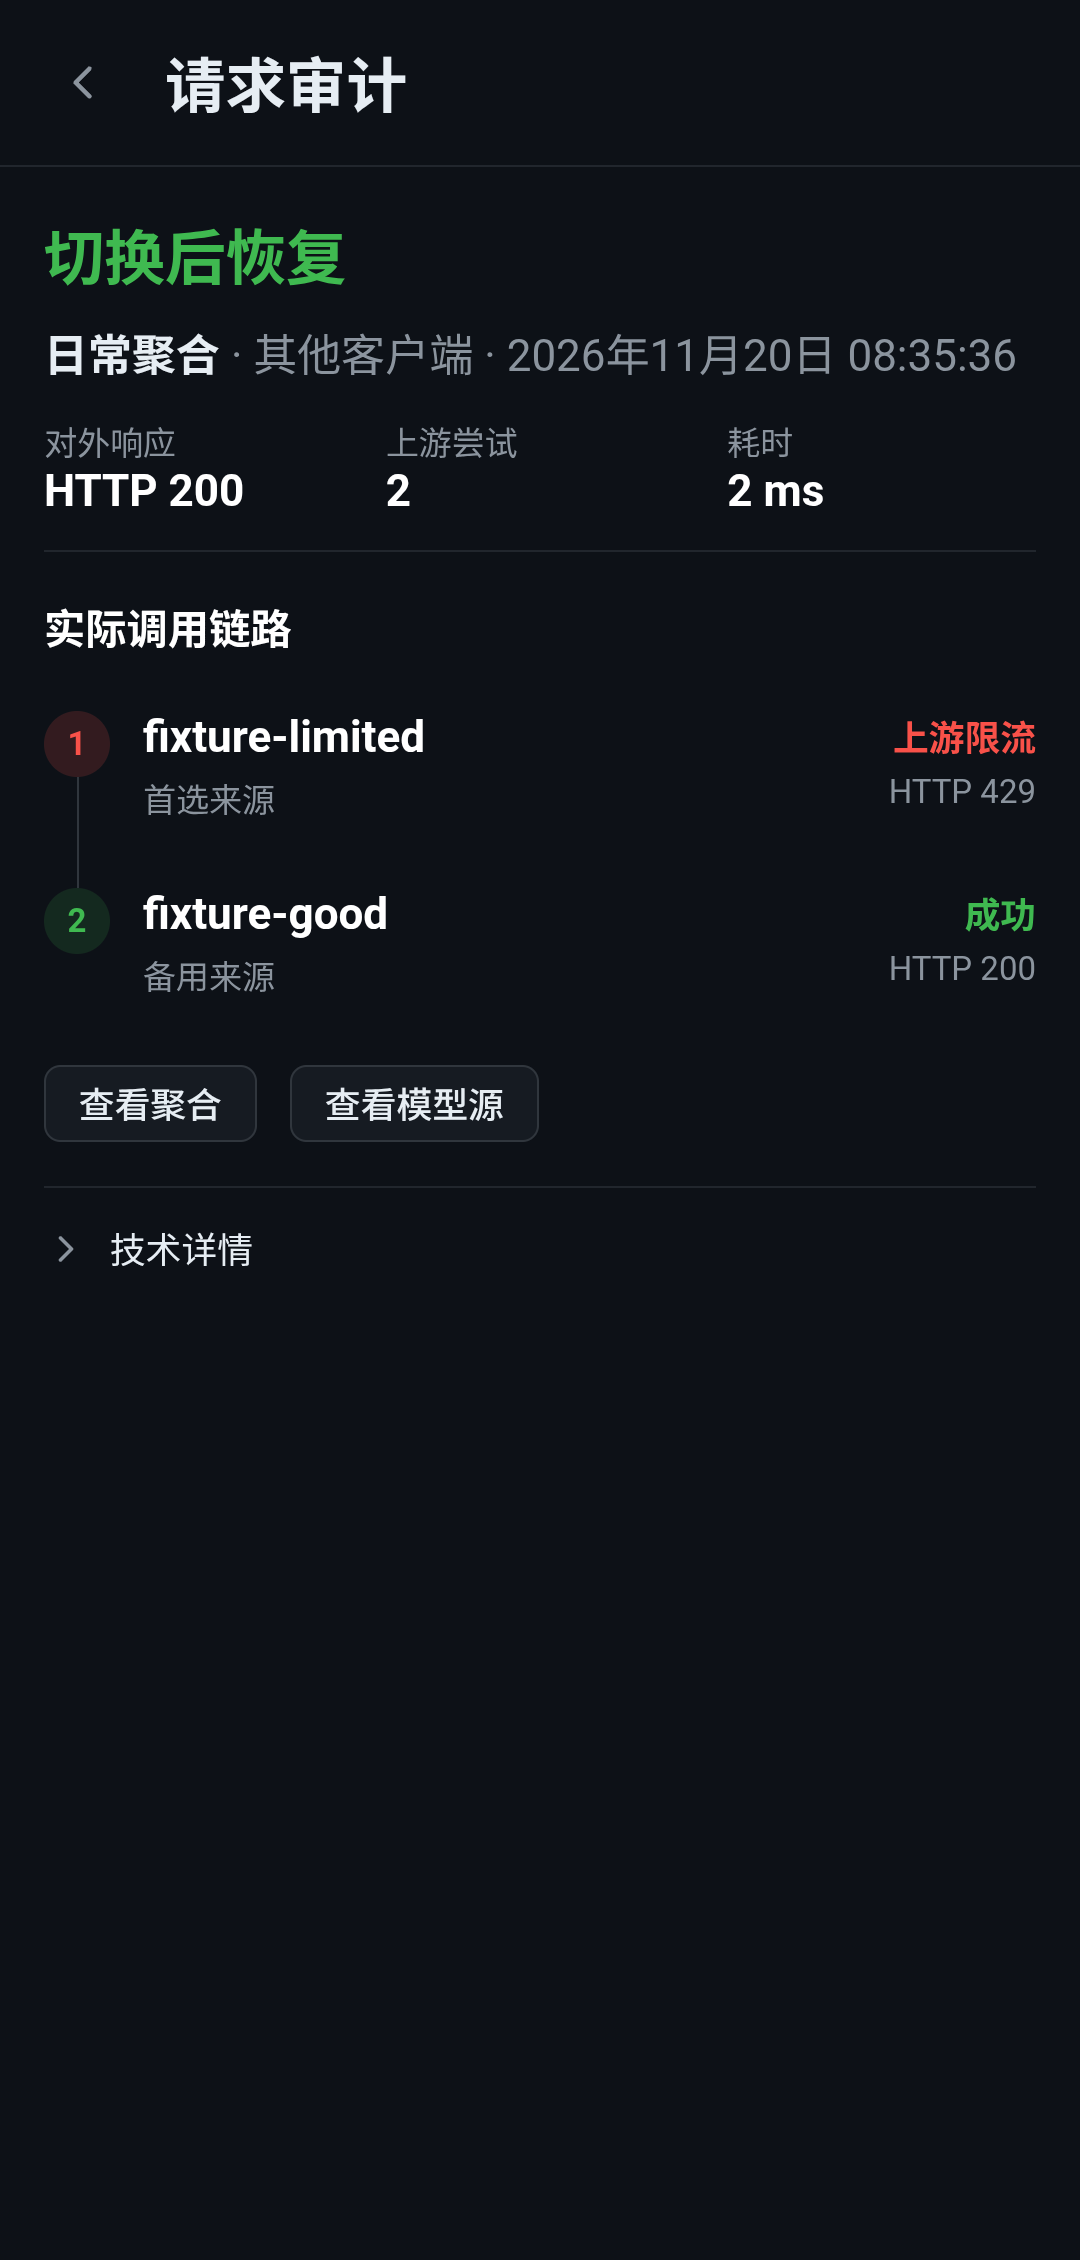 请求审计
切换后恢复
日常聚合 · 其他客户端 · 2026年11月20日 08:35:36
对外响应 上游尝试 耗时
HTTP 200 2 2 ms
实际调用链路
1 fixture-limited 上游限流
首选来源 HTTP 429
2 fixture-good 成功
备用来源 HTTP 200
查看聚合 查看模型源
技术详情